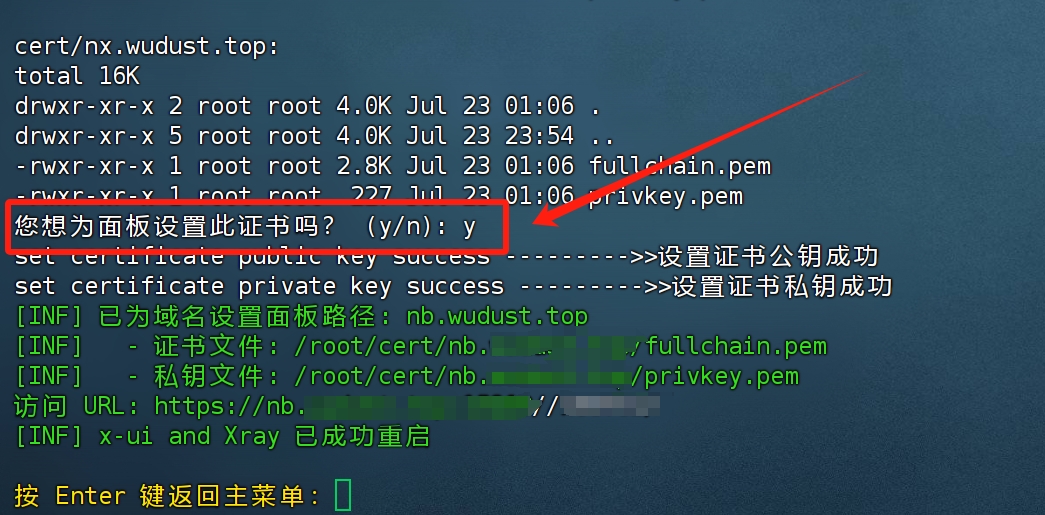 cert/nx.wudust.top:
total 16K
drwxr-xr-x 2 root root 4.0K Jul 23 01:06 .
drwxr-xr-x 5 root root 4.0K Jul 23 23:54 ..
-rwxr-xr-x 1 root root 2.8K Jul 23 01:06 fullchain.pem
-rwxr-xr-x 1 root root  227 Jul 23 01:06 privkey.pem
您想为面板设置此证书吗? (y/n): y
set certificate public key success --------->>设置证书公钥成功
set certificate private key success --------->>设置证书私钥成功
[INF] 已为域名设置面板路径: nb.wudust.top
[INF]   - 证书文件: /root/cert/nb. /fullchain.pem
[INF]   - 私钥文件: /root/cert/nb. /privkey.pem
访问 URL: https://nb. //
[INF] x-ui and Xray 已成功重启
按 Enter 键返回主菜单: